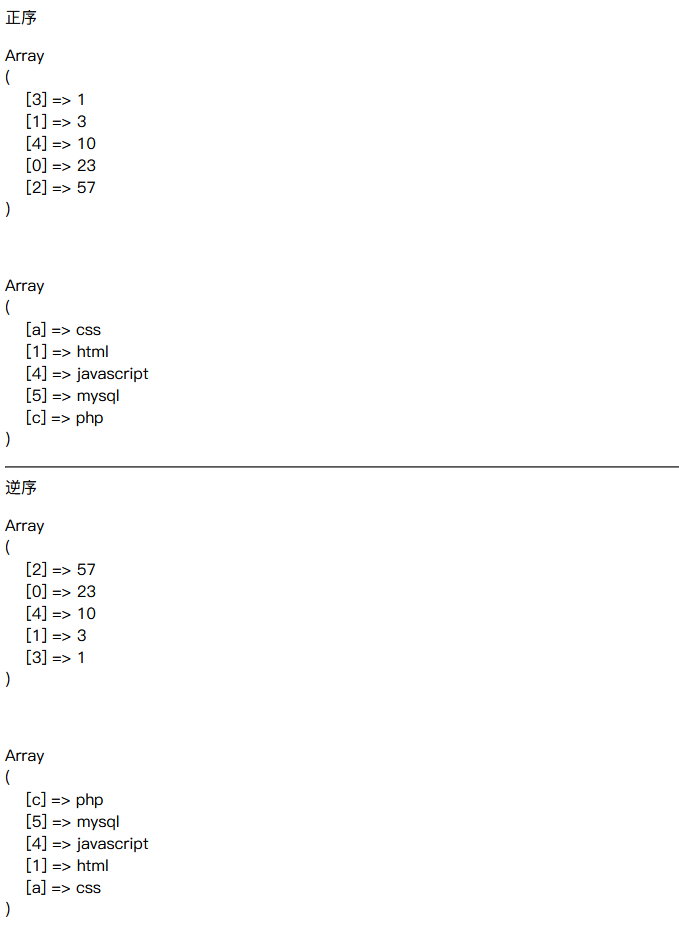 正序
Array
(
[3] => 1
[1] => 3
[4] => 10
[0] => 23
[2] => 57
)
Array
(
[a] => css
[1] => html
[4] => javascript
[5] => mysql
[c] => php
)
逆序
Array
(
[2] => 57
[0] => 23
[4] => 10
[1] => 3
[3] => 1
)
Array
(
[c] => php
[5] => mysql
[4] => javascript
[1] => html
[a] => css
)